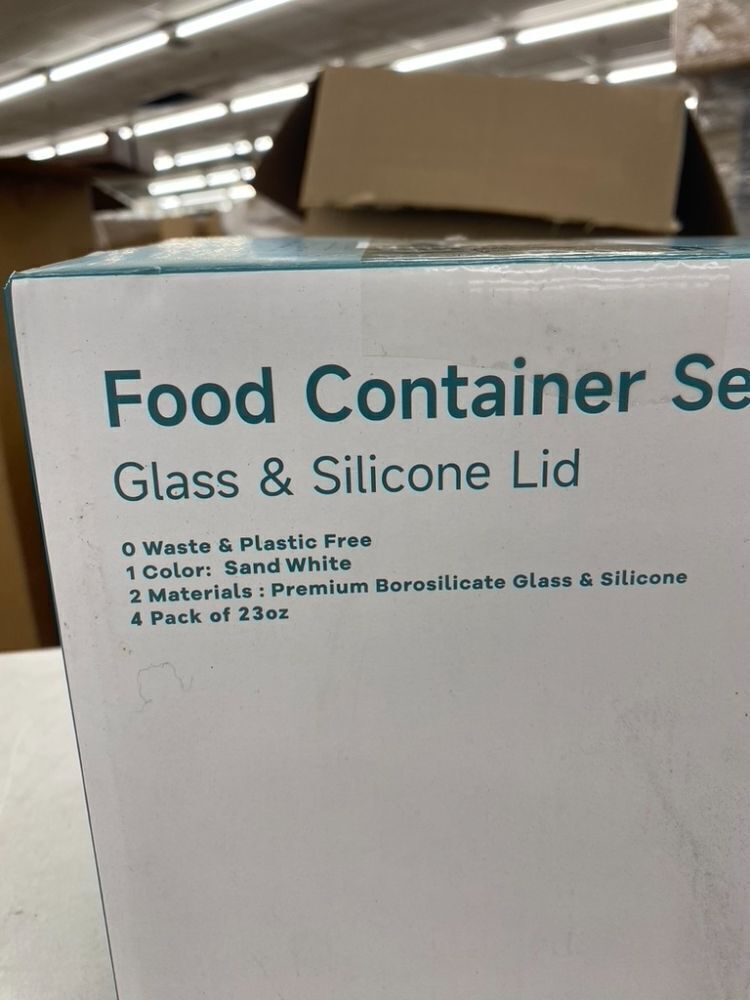 Food Container Se
Glass & Silicone Lid
0 Waste & Plastic Free
1 Color: Sand White
2 Materials : Premium Borosilicate Glass & Silicone
4 Pack of 23oz